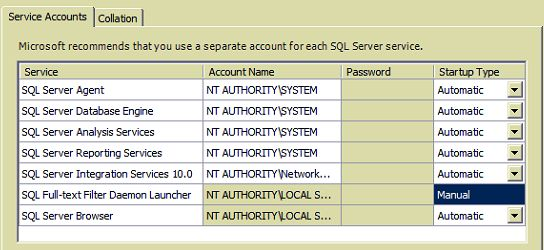 Service Accounts Collation
Microsoft recommends that you use a separate account for each SQL Server service.
Service Account Name Password Startup Type
SQL Server Agent NT AUTHORITY\SYSTEM Automatic
SQL Server Database Engine NT AUTHORITY\SYSTEM Automatic
SQL Server Analysis Services NT AUTHORITY\SYSTEM Automatic
SQL Server Reporting Services NT AUTHORITY\SYSTEM Automatic
SQL Server Integration Services 10.0 NT AUTHORITY\Network... Automatic
SQL Full-text Filter Daemon Launcher NT AUTHORITY\LOCAL S... Manual
SQL Server Browser NT AUTHORITY\LOCAL S... Automatic